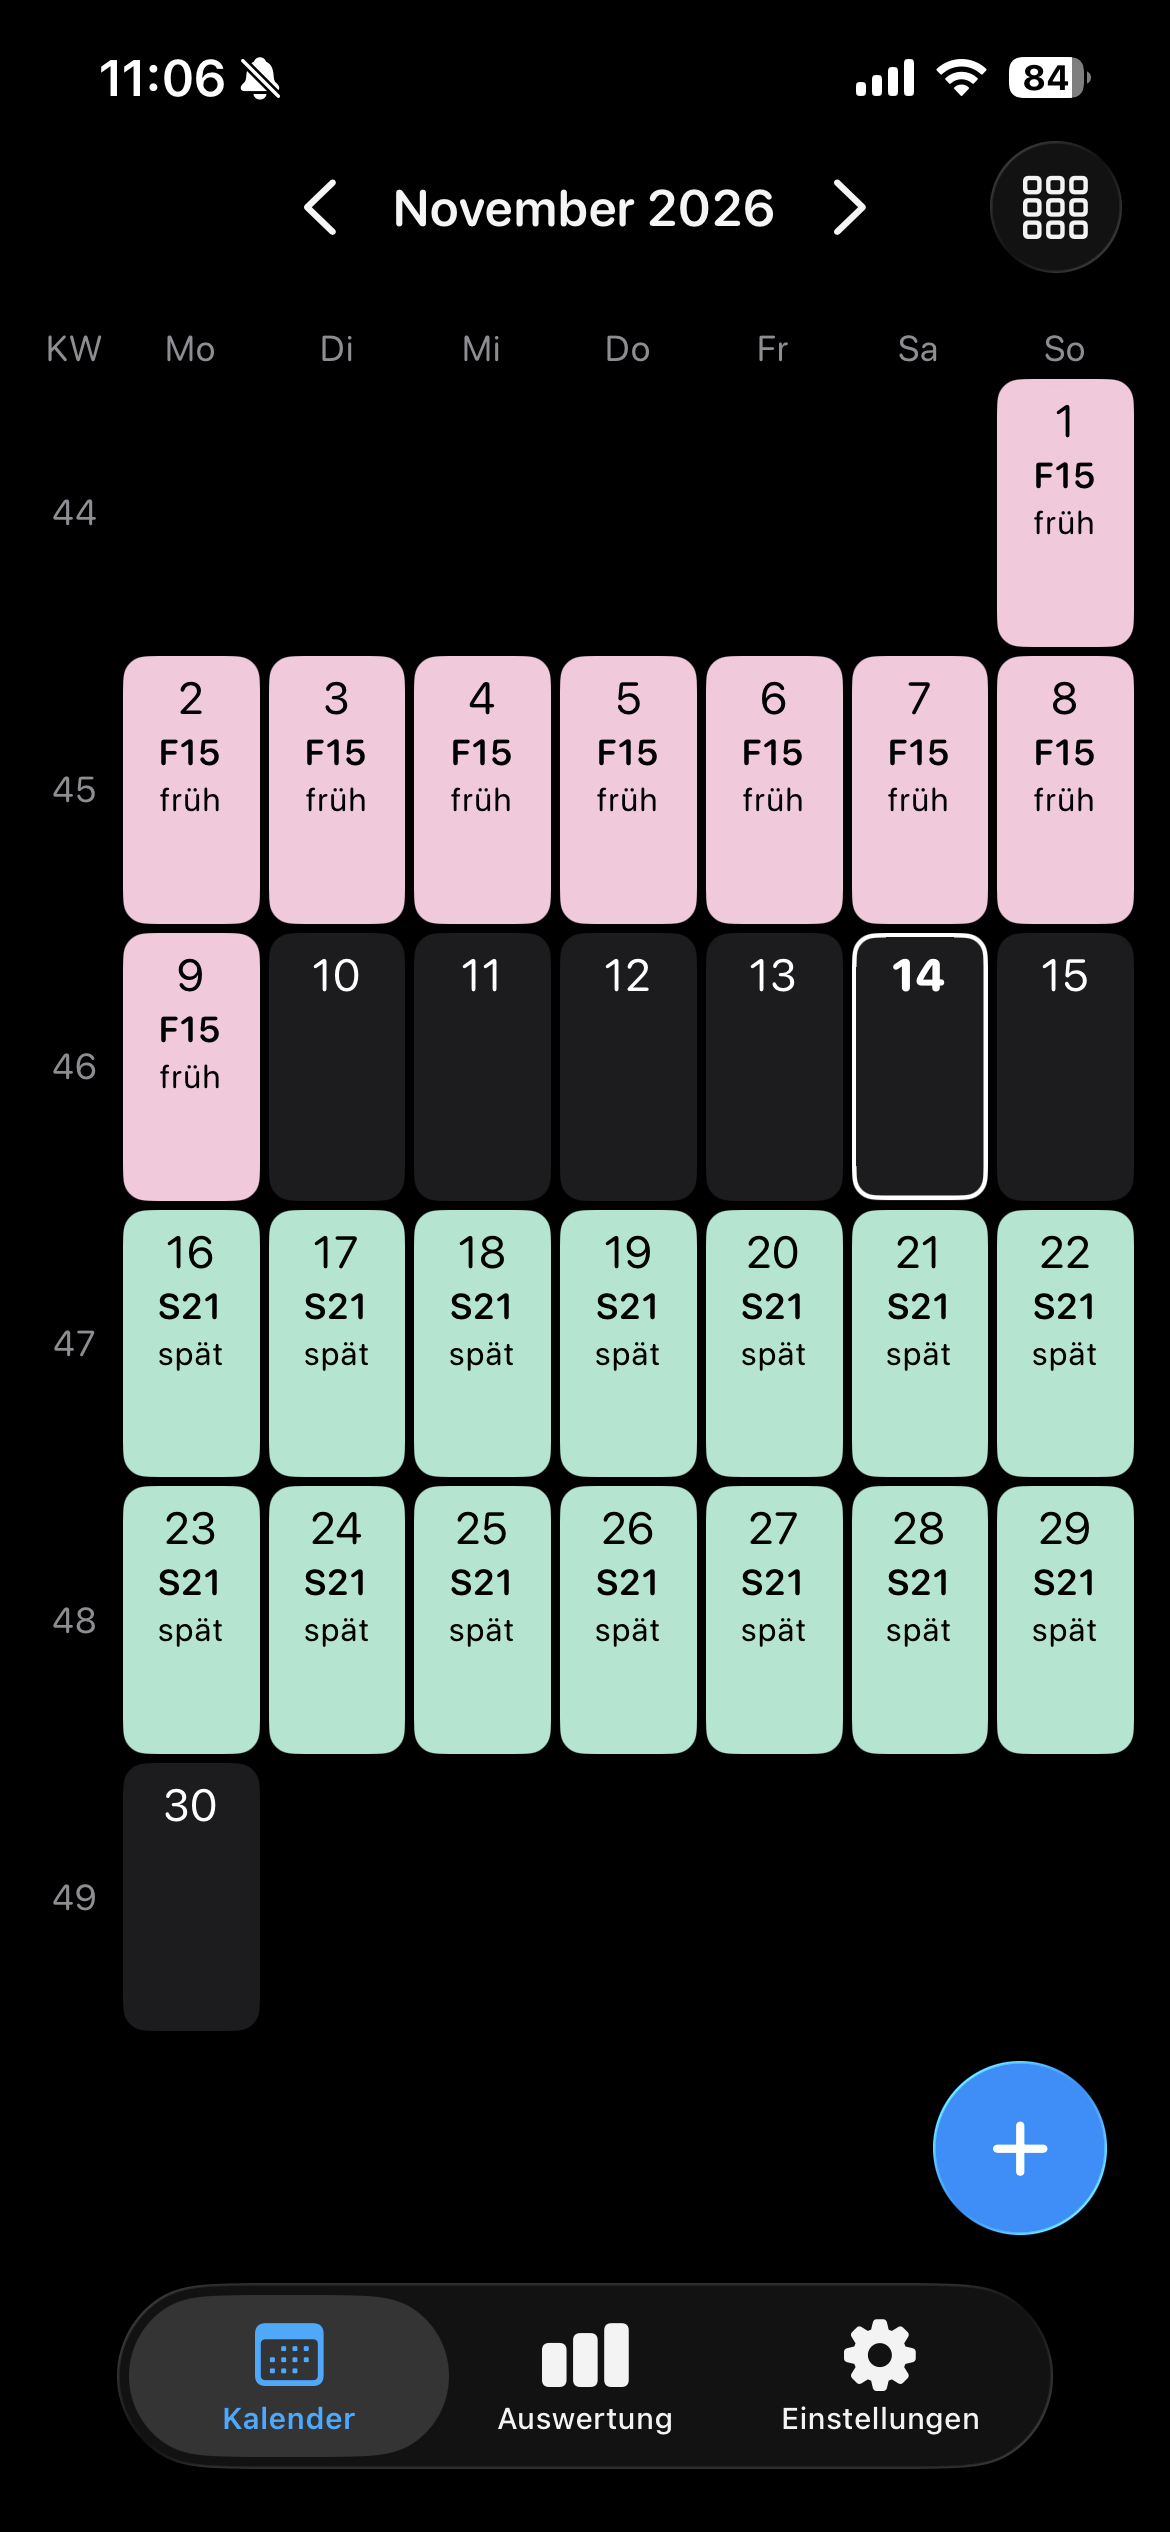 11:06
84
November 2026
KW Mo Di Mi Do Fr Sa So
44
1
F15
früh
45
2 3 4 5 6 7 8
F15 F15 F15 F15 F15 F15 F15
früh früh früh früh früh früh früh
46
9 10 11 12 13 14 15
F15
früh
47
16 17 18 19 20 21 22
S21 S21 S21 S21 S21 S21 S21
spät spät spät spät spät spät spät
48
23 24 25 26 27 28 29
S21 S21 S21 S21 S21 S21 S21
spät spät spät spät spät spät spät
49
30
Kalender Auswertung Einstellungen